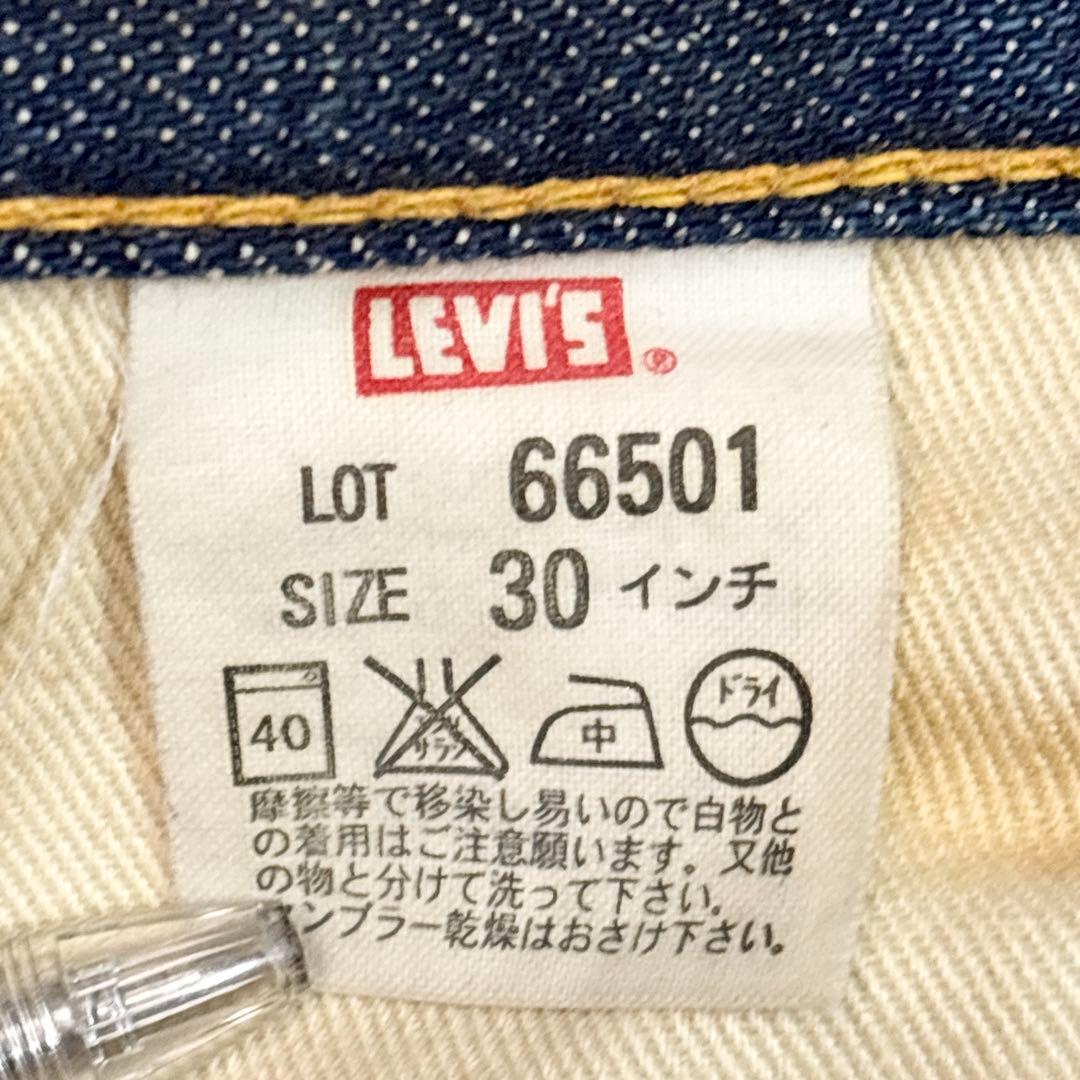 LEVI'S ®
LOT 66501
SIZE 30 インチ
40 中 ドライ
摩擦等で移染し易いので白物と
の着用はご注意願います。又他
の物と分けて洗って下さい。
タンブラー乾燥はおさけ下さい。